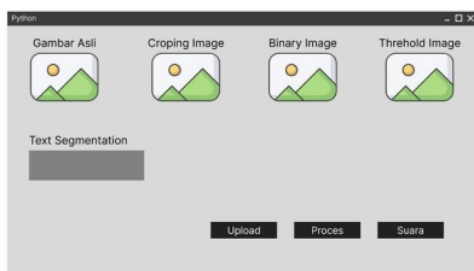 Python
Gambar Asli Croping Image Binary Image Threhold Image
Text Segmentation
Upload Proces Suara